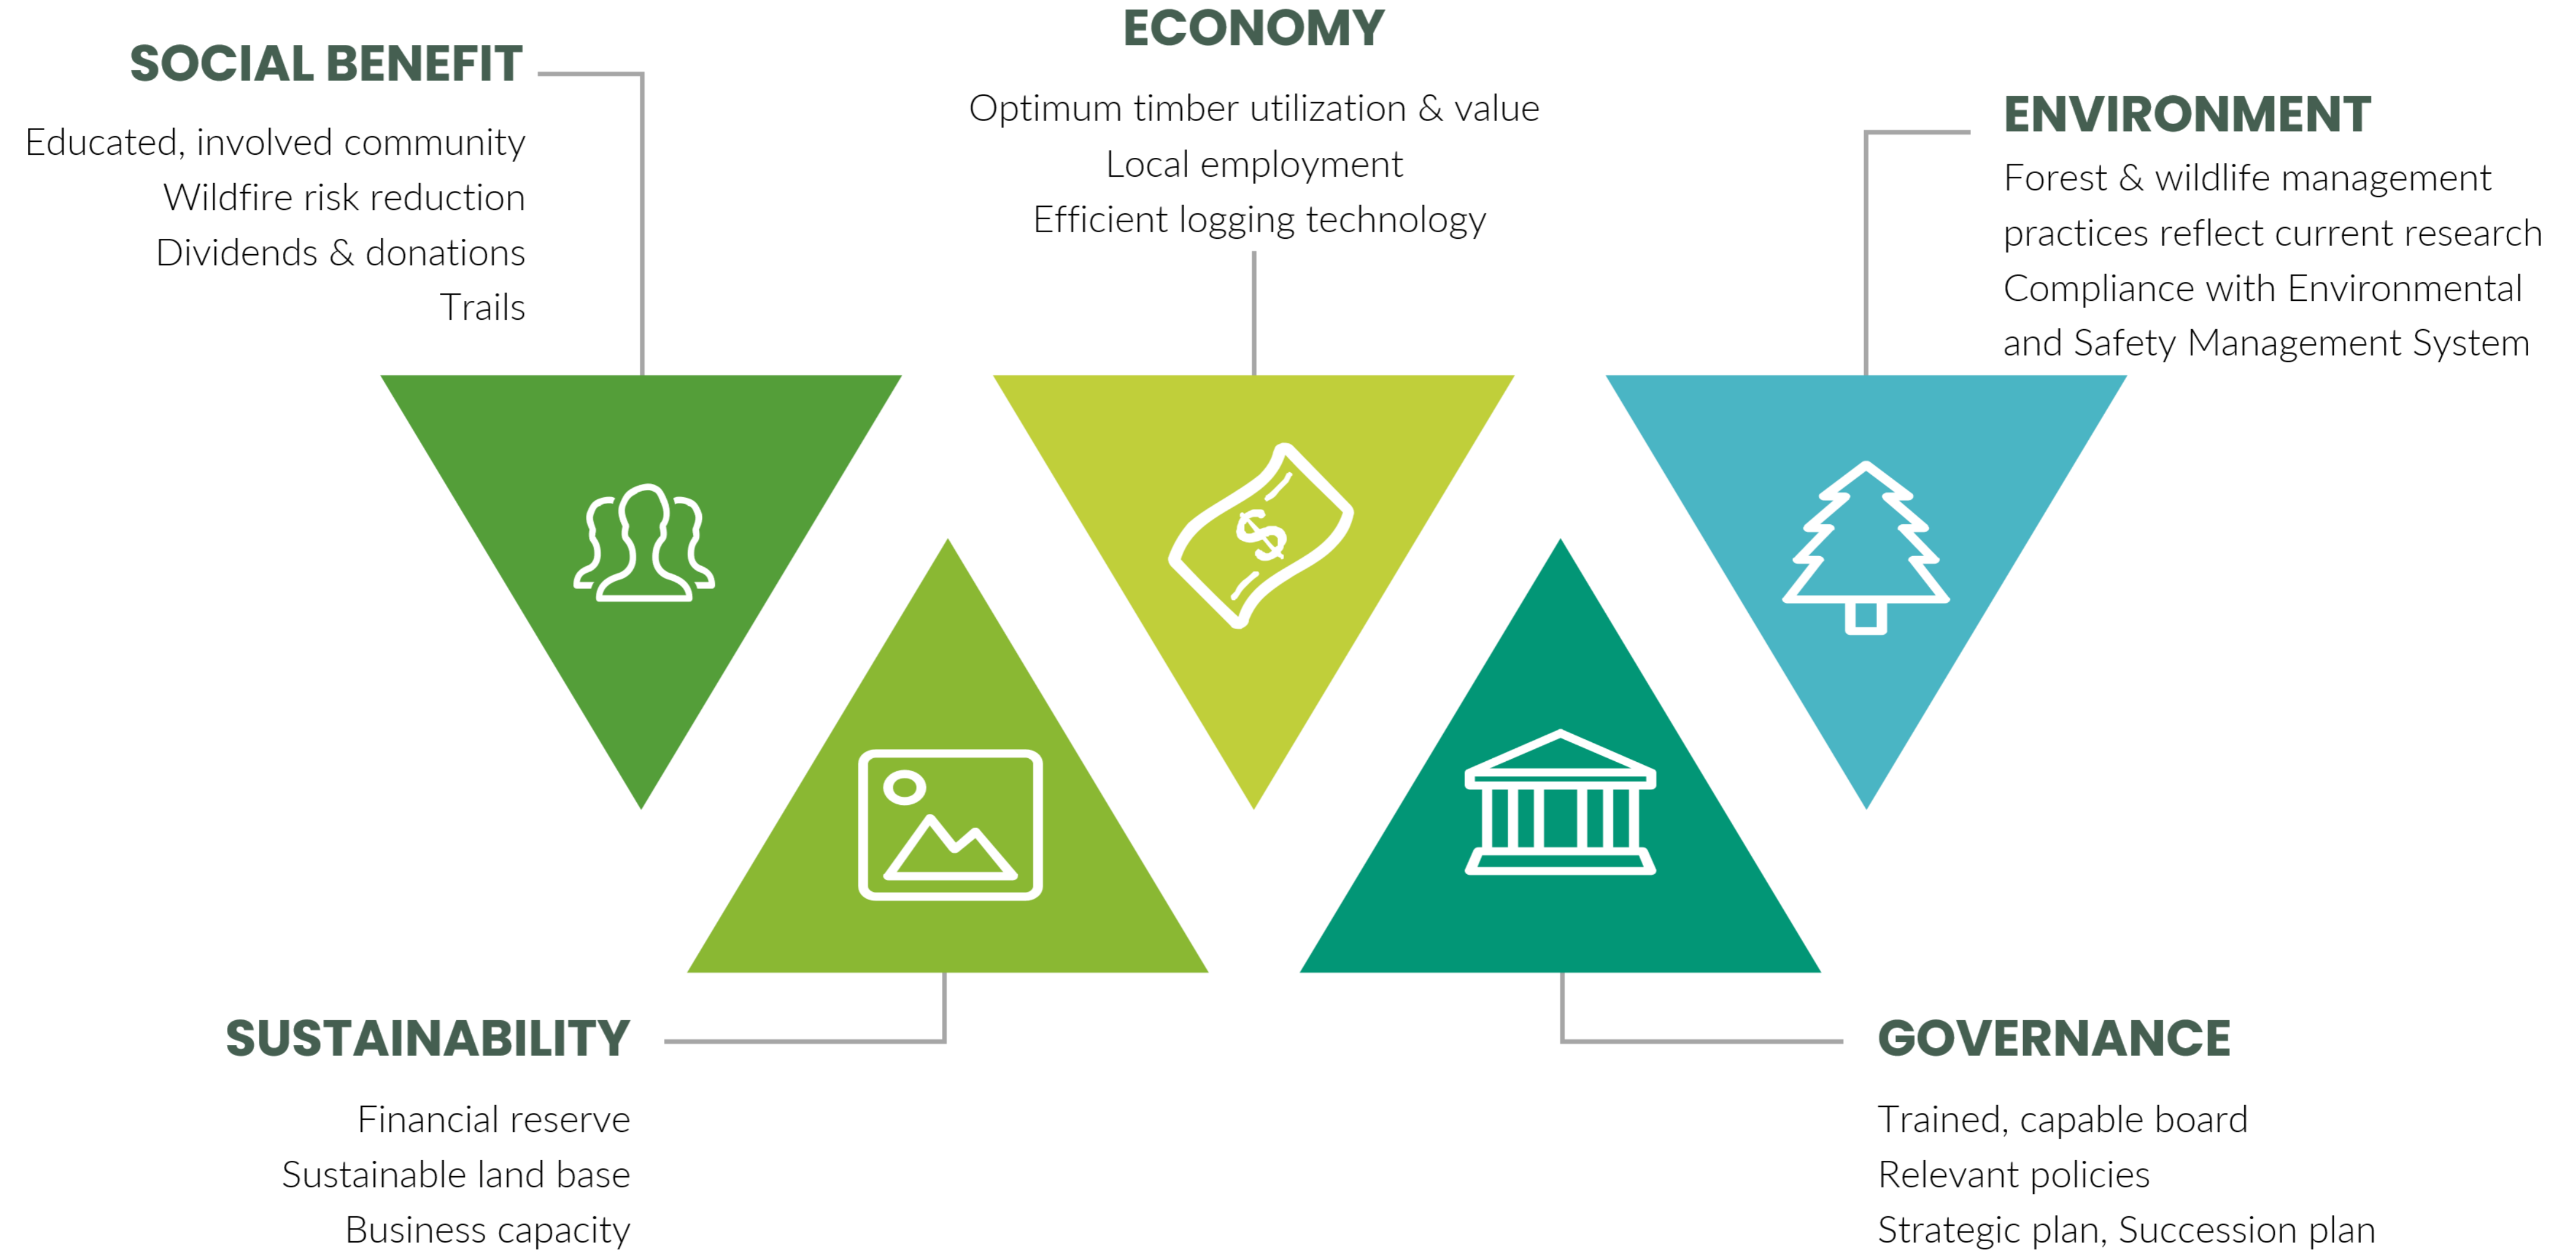 SOCIAL BENEFIT
Educated, involved community
Wildfire risk reduction
Dividends & donations
Trails
ECONOMY
Optimum timber utilization & value
Local employment
Efficient logging technology
ENVIRONMENT
Forest & wildlife management
practices reflect current research
Compliance with Environmental
and Safety Management System
$
SUSTAINABILITY
Financial reserve
Sustainable land base
Business capacity
GOVERNANCE
Trained, capable board
Relevant policies
Strategic plan, Succession plan